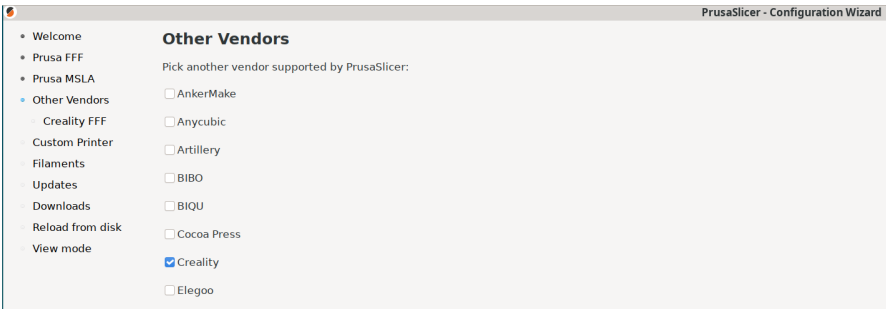 PrusaSlicer - Configuration Wizard
Welcome
Prusa FFF
Prusa MSLA
Other Vendors
Creality FFF
Custom Printer
Filaments
Updates
Downloads
Reload from disk
View mode
Other Vendors
Pick another vendor supported by PrusaSlicer:
AnkerMake
Anycubic
Artillery
BIBO
BIQU
Cocoa Press
Creality
Elegoo